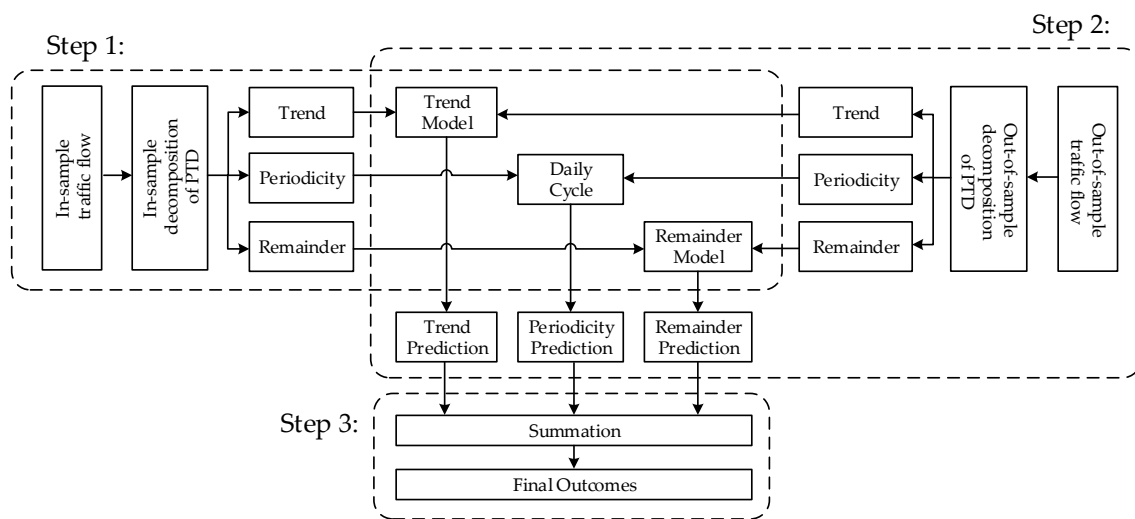 Step 1:
Step 2:
In-sample
traffic flow
In-sample
decomposition
of PTD
Trend
Periodicity
Remainder
Trend
Model
Daily
Cycle
Remainder
Model
Trend
Periodicity
Remainder
Out-of-sample
decomposition
of PTD
Out-of-sample
traffic flow
Trend
Prediction
Periodicity
Prediction
Remainder
Prediction
Step 3:
Summation
Final Outcomes